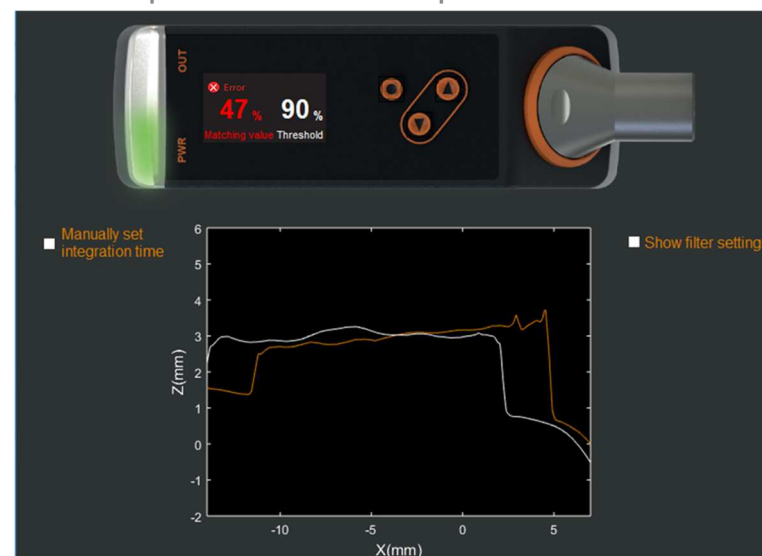 OUT
Error
47 % 90 %
Matching value Threshold
PWR
Manually set
integration time
Show filter setting
6
5
4
3
2
1
0
-1
-2
Z(mm)
-10 -5 0 5
X(mm)